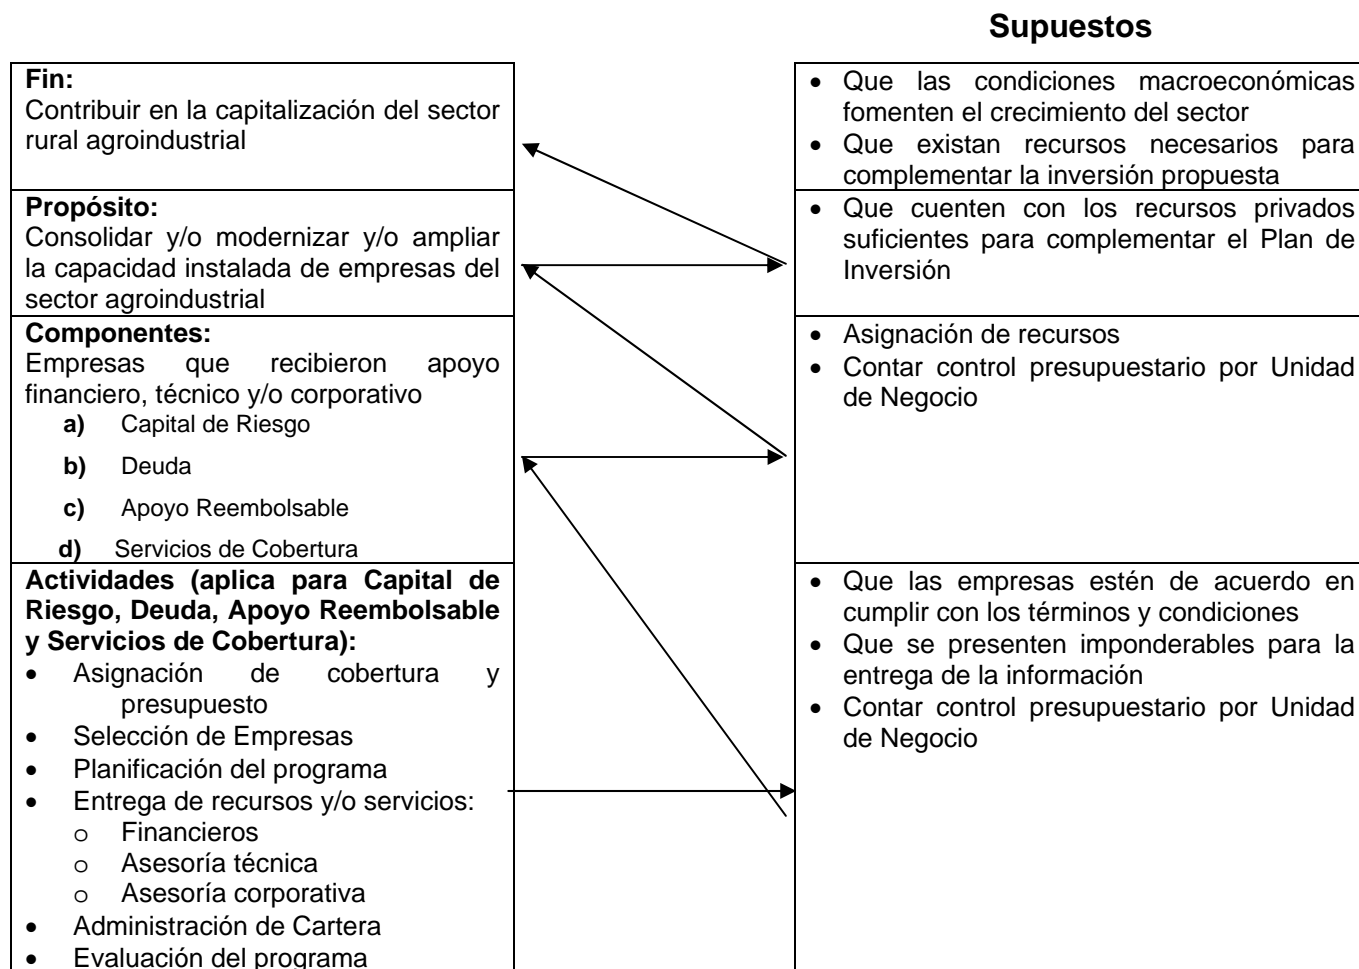 Supuestos
Fin:
Contribuir en la capitalización del sector
rural agroindustrial
• Que las condiciones macroeconómicas
fomenten el crecimiento del sector
• Que existan recursos necesarios para
complementar la inversión propuesta
Propósito:
Consolidar y/o modernizar y/o ampliar
la capacidad instalada de empresas del
sector agroindustrial
• Que cuenten con los recursos privados
suficientes para complementar el Plan de
Inversión
Componentes:
Empresas que recibieron apoyo
financiero, técnico y/o corporativo
a) Capital de Riesgo
b) Deuda
c) Apoyo Reembolsable
d) Servicios de Cobertura
• Asignación de recursos
• Contar control presupuestario por Unidad
de Negocio
Actividades (aplica para Capital de
Riesgo, Deuda, Apoyo Reembolsable
y Servicios de Cobertura):
• Asignación de cobertura y
presupuesto
• Selección de Empresas
• Planificación del programa
• Entrega de recursos y/o servicios:
o Financieros
o Asesoría técnica
o Asesoría corporativa
• Administración de Cartera
• Evaluación del programa
• Que las empresas estén de acuerdo en
cumplir con los términos y condiciones
• Que se presenten imponderables para la
entrega de la información
• Contar control presupuestario por Unidad
de Negocio